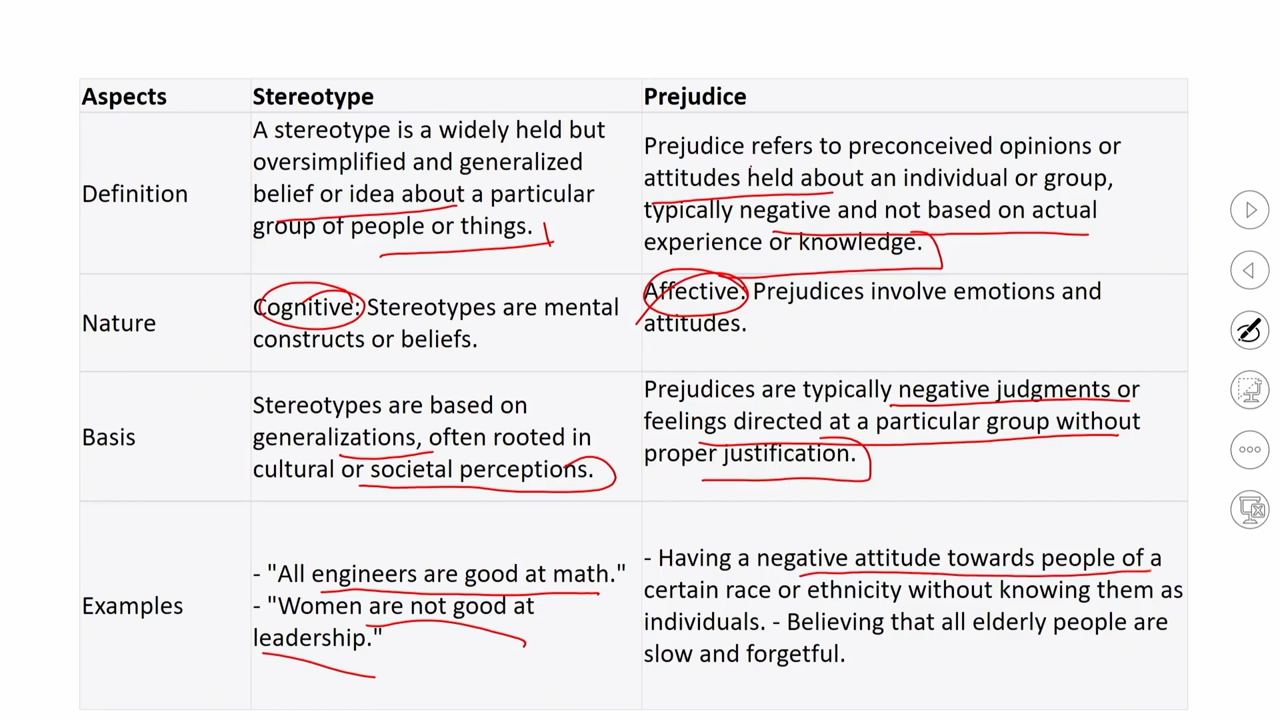 Aspects Stereotype Prejudice
A stereotype is a widely held but
oversimplified and generalized
belief or idea about a particular
group of people or things.
Definition
Prejudice refers to preconceived opinions or
attitudes held about an individual or group,
typically negative and not based on actual
experience or knowledge.
Nature
Cognitive: Stereotypes are mental
constructs or beliefs.
Affective: Prejudices involve emotions and
attitudes.
Basis
Stereotypes are based on
generalizations, often rooted in
cultural or societal perceptions.
Prejudices are typically negative judgments or
feelings directed at a particular group without
proper justification.
Examples
- "All engineers are good at math."
- "Women are not good at
leadership."
- Having a negative attitude towards people of a
certain race or ethnicity without knowing them as
individuals. - Believing that all elderly people are
slow and forgetful.